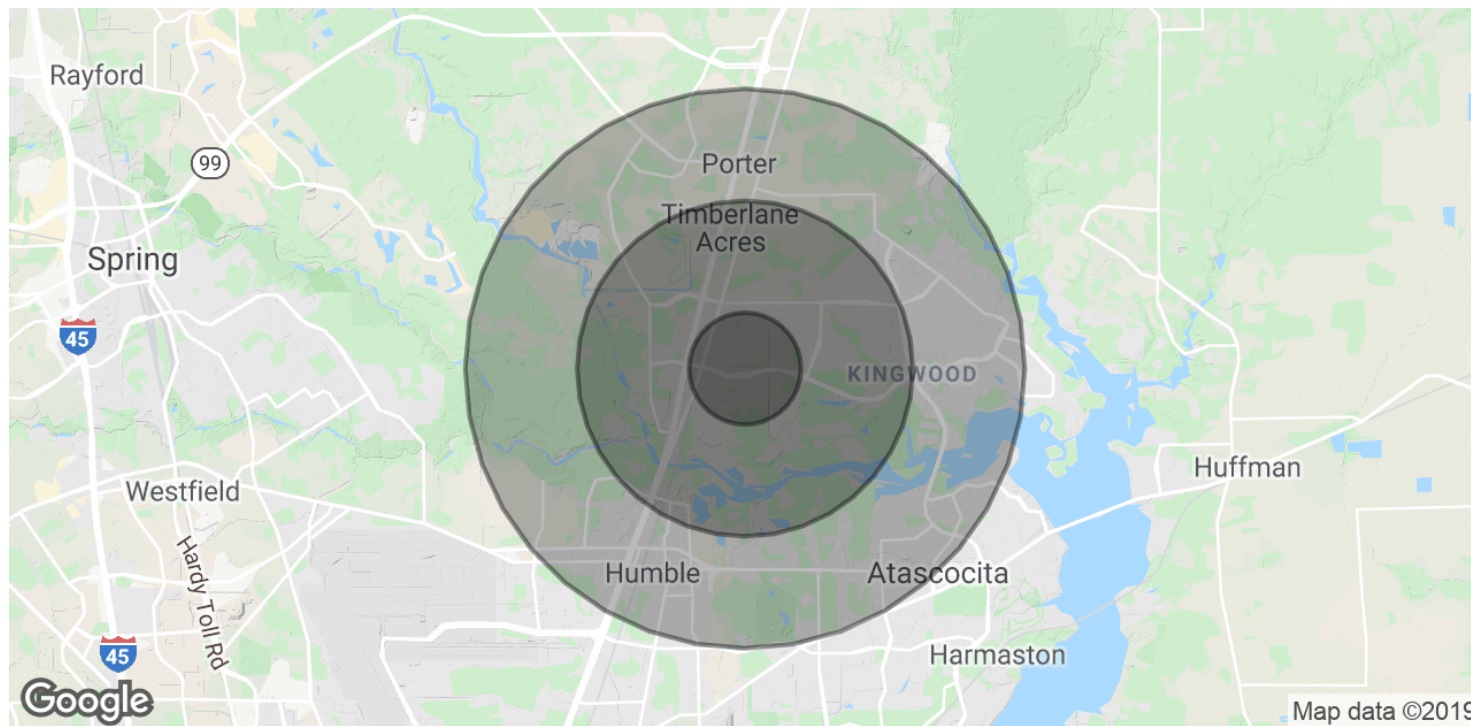 Rayford
99
Porter
Timberlane
Acres
Spring
45
KINGWOOD
Huffman
Westfield
Hardy Toll Rd
Humble
Atascocita
45
Harmaston
Google
Map data ©2019